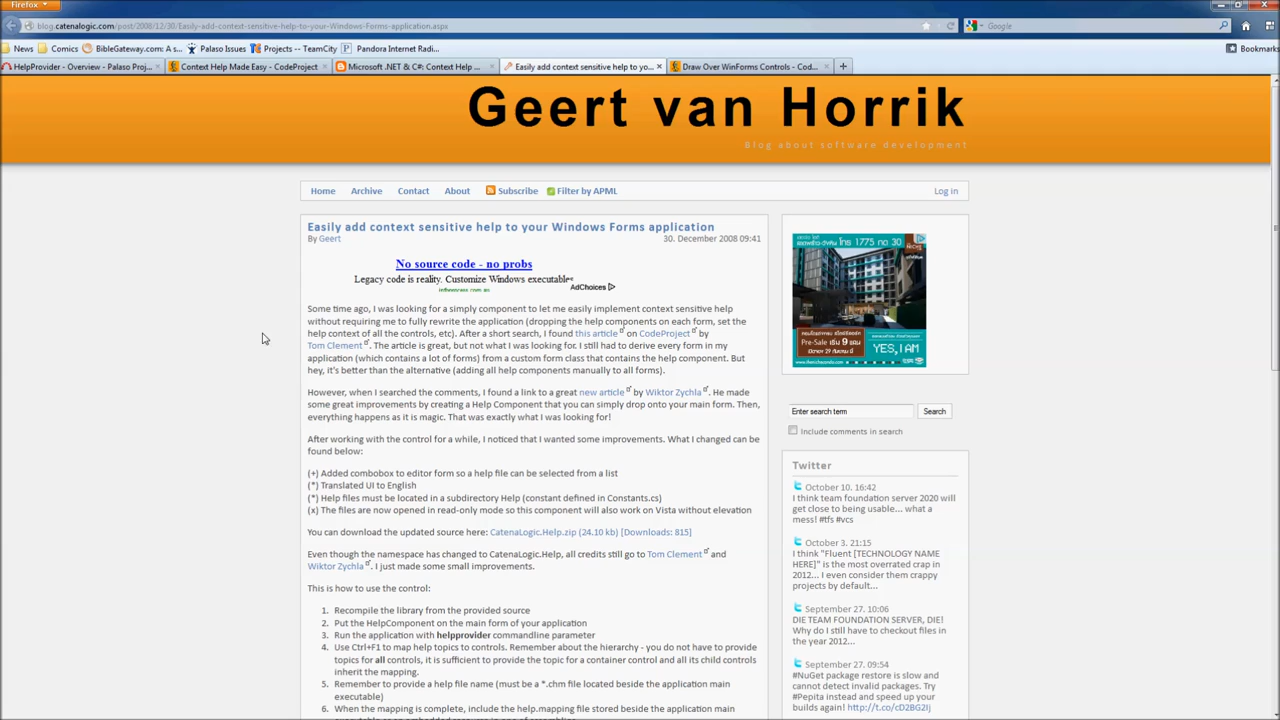 Firefox
blog.catenalogic.com/post/2008/12/30/Easily-add-context-sensitive-help-to-your-Windows-Forms-application.aspx
Google
News
Comics
BibleGateway.com: A s...
Palaso Issues
Projects -- TeamCity
Pandora Internet Radi...
Bookmarks
HelpProvider - Overview - Palaso Proj...
Context Help Made Easy - CodeProject
Microsoft .NET & C#: Context Help ...
Easily add context sensitive help to yo...
Draw Over WinForms Controls - Cod...
Geert van Horrik
Blog about software development
Home
Archive
Contact
About
Subscribe
Filter by APML
Log in
Easily add context sensitive help to your Windows Forms application
By Geert
30. December 2008 09:41
No source code - no probs
Legacy code is reality. Customize Windows executables
AdChoices
Some time ago, I was looking for a simply component to let me easily implement context sensitive help
without requiring me to fully rewrite the application (dropping the help components on each form, set the
help context of all the controls, etc). After a short search, I found this article on CodeProject by
Tom Clement. The article is great, but not what I was looking for. I still had to derive every form in my
application (which contains a lot of forms) from a custom form class that contains the help component. But
hey, it's better than the alternative (adding all help components manually to all forms).
However, when I searched the comments, I found a link to a great new article by Wiktor Zychla. He made
some great improvements by creating a Help Component that you can simply drop onto your main form. Then,
everything happens as it is magic. That was exactly what I was looking for!
After working with the control for a while, I noticed that I wanted some improvements. What I changed can be
found below:
(+) Added combobox to editor form so a help file can be selected from a list
(*) Translated UI to English
(*) Help files must be located in a subdirectory Help (constant defined in Constants.cs)
(x) The files are now opened in read-only mode so this component will also work on Vista without elevation
You can download the updated source here: CatenaLogic.Help.zip (24.10 kb) [Downloads: 815]
Even though the namespace has changed to CatenaLogic.Help, all credits still go to Tom Clement and
Wiktor Zychla. I just made some small improvements.
This is how to use the control:
1. Recompile the library from the provided source
2. Put the HelpComponent on the main form of your application
3. Run the application with helpprovider commandline parameter
4. Use Ctrl+F1 to map help topics to controls. Remember about the hierarchy - you do not have to provide
topics for all controls, it is sufficient to provide the topic for a container control and all its child controls
inherit the mapping.
5. Remember to provide a help file name (must be a *.chm file located beside the application main
executable)
6. When the mapping is complete, include the help.mapping file stored beside the application main
โทร 1775 กด 30
Pre-Sale เริ่ม 9 แผน
YES, I AM
Enter search term
Search
Include comments in search
Twitter
October 10. 16:42
I think team foundation server 2020 will
get close to being usable... what a
mess! #tfs #vcs
October 3. 21:15
I think "Fluent [TECHNOLOGY NAME
HERE]" is the most overrated crap in
2012... I even consider them crappy
projects by default...
September 27. 10:06
DIE TEAM FOUNDATION SERVER, DIE!
Why do I still have to checkout files in
the year 2012...
September 27. 09:54
#NuGet package restore is slow and
cannot detect invalid packages. Try
#Pepita instead and speed up your
builds again! http://t.co/cD2BG2Ij